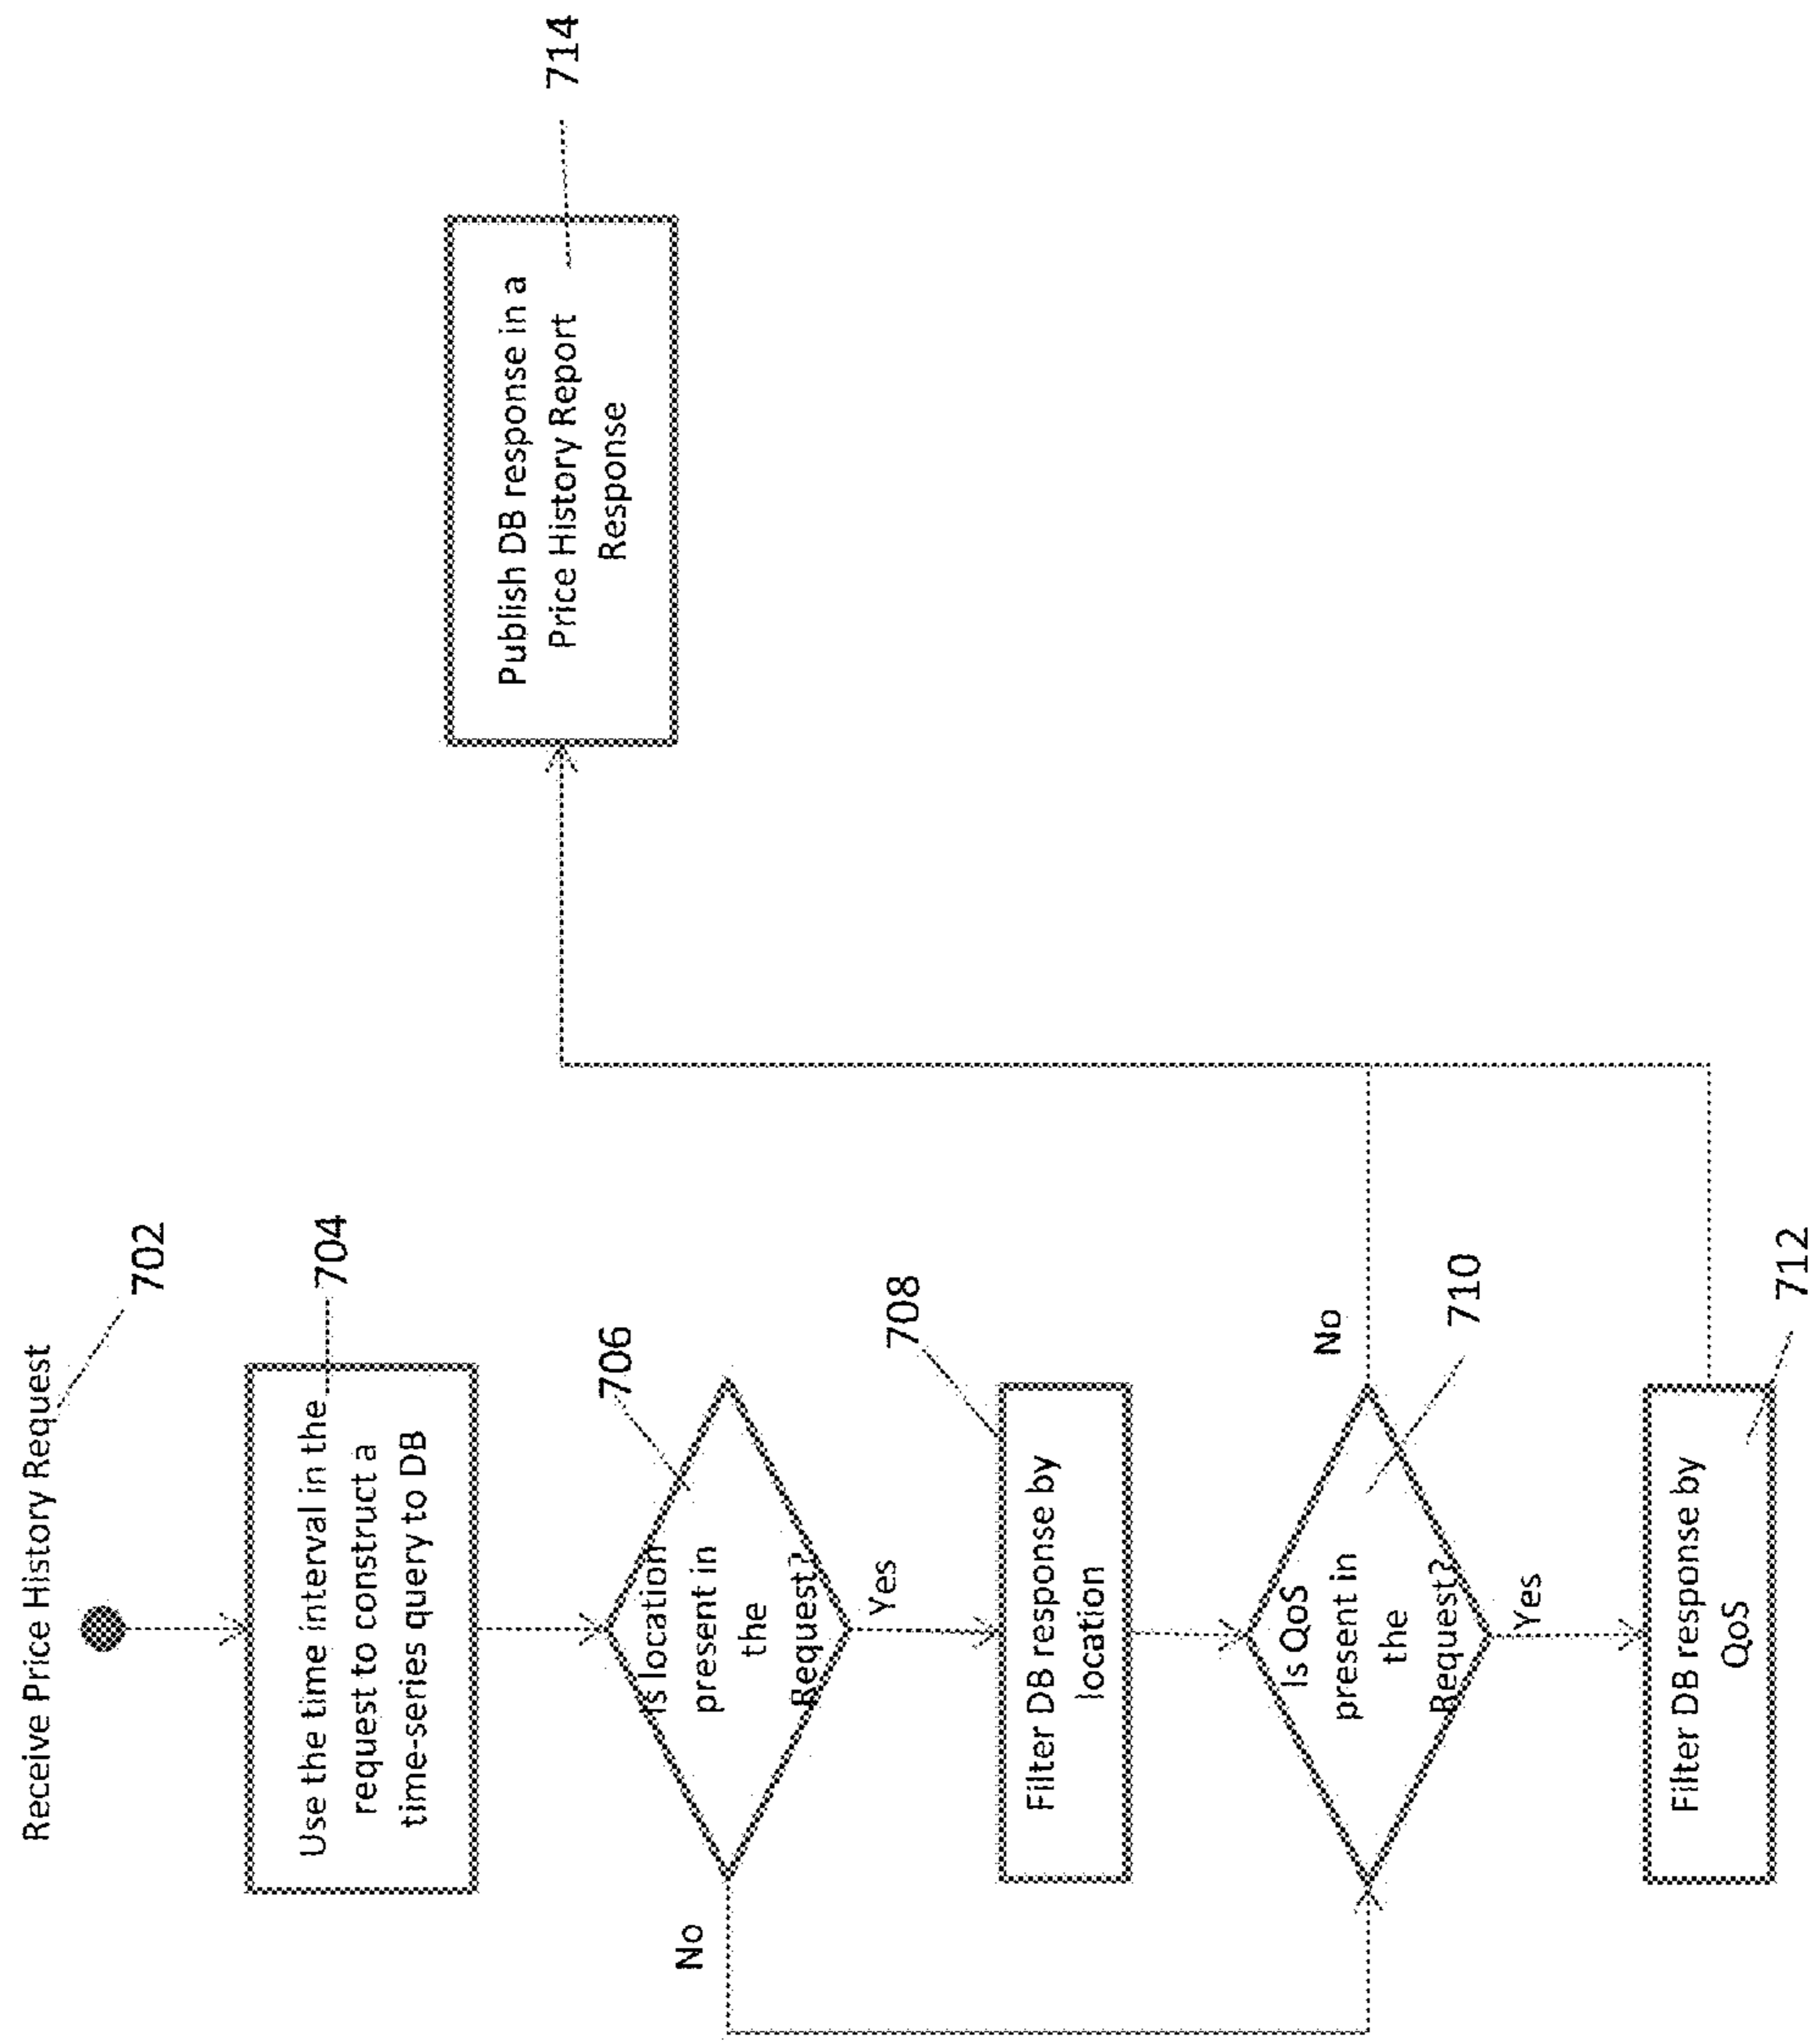 Receive Price History Request
702
Use the time interval in the
request to construct a
time-series query to DB
704
Is location
present in
the
Request?
706
No
Yes
Filter DB response by
location
708
Is QoS
present in
the
Request?
710
No
Yes
Filter DB response by
QoS
712
Publish DB response in a
Price History Report
Response
714